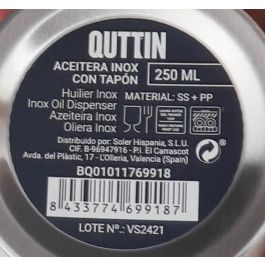 QUTTIN
ACEITERA INOX
CON TAPÓN
250 ML
Huilier Inox
Inox Oil Dispenser
Azeiteira Inox
Oliera Inox
MATERIAL: SS + PP
Distribuido por: Soler Hispania, S.L.U.
CIF. B-96947916 - P.I. El Carrascot
Avda. del Plàstic, 17 - L'Olleria, Valencia (Spain)
BQ01011769918
8 433774 699187
LOTE Nº.: VS2421